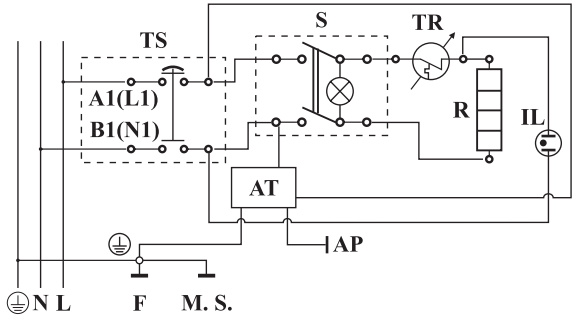 S
TR
TS
A1(L1)
B1(N1)
R
IL
AT
AP
N L
F
M. S.